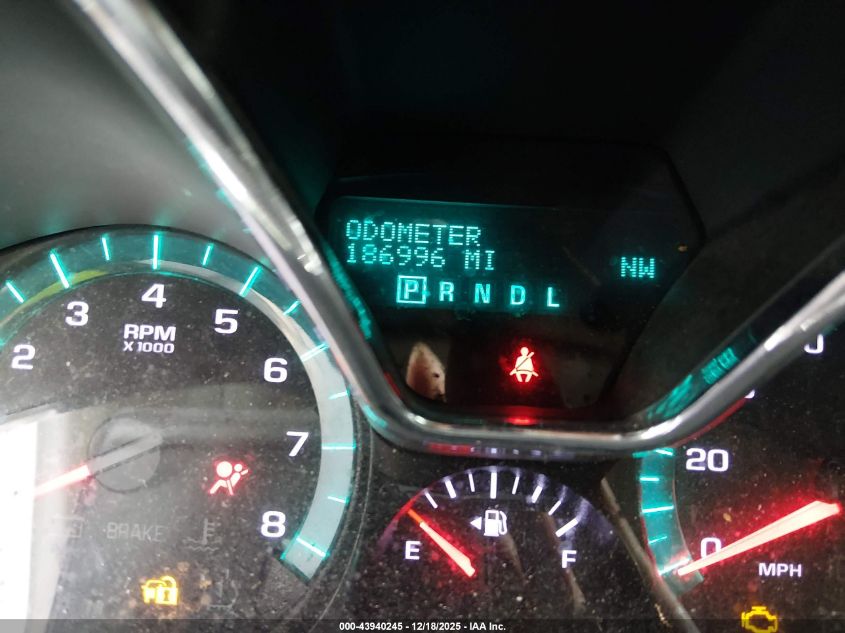 ODOMETER
186996 MI
NW
P R N D L
2 3 4 5 6 7 8
RPM
X1000
BRAKE
E F
20
0
MPH
000-43940245 - 12/18/2025 - IAA Inc.